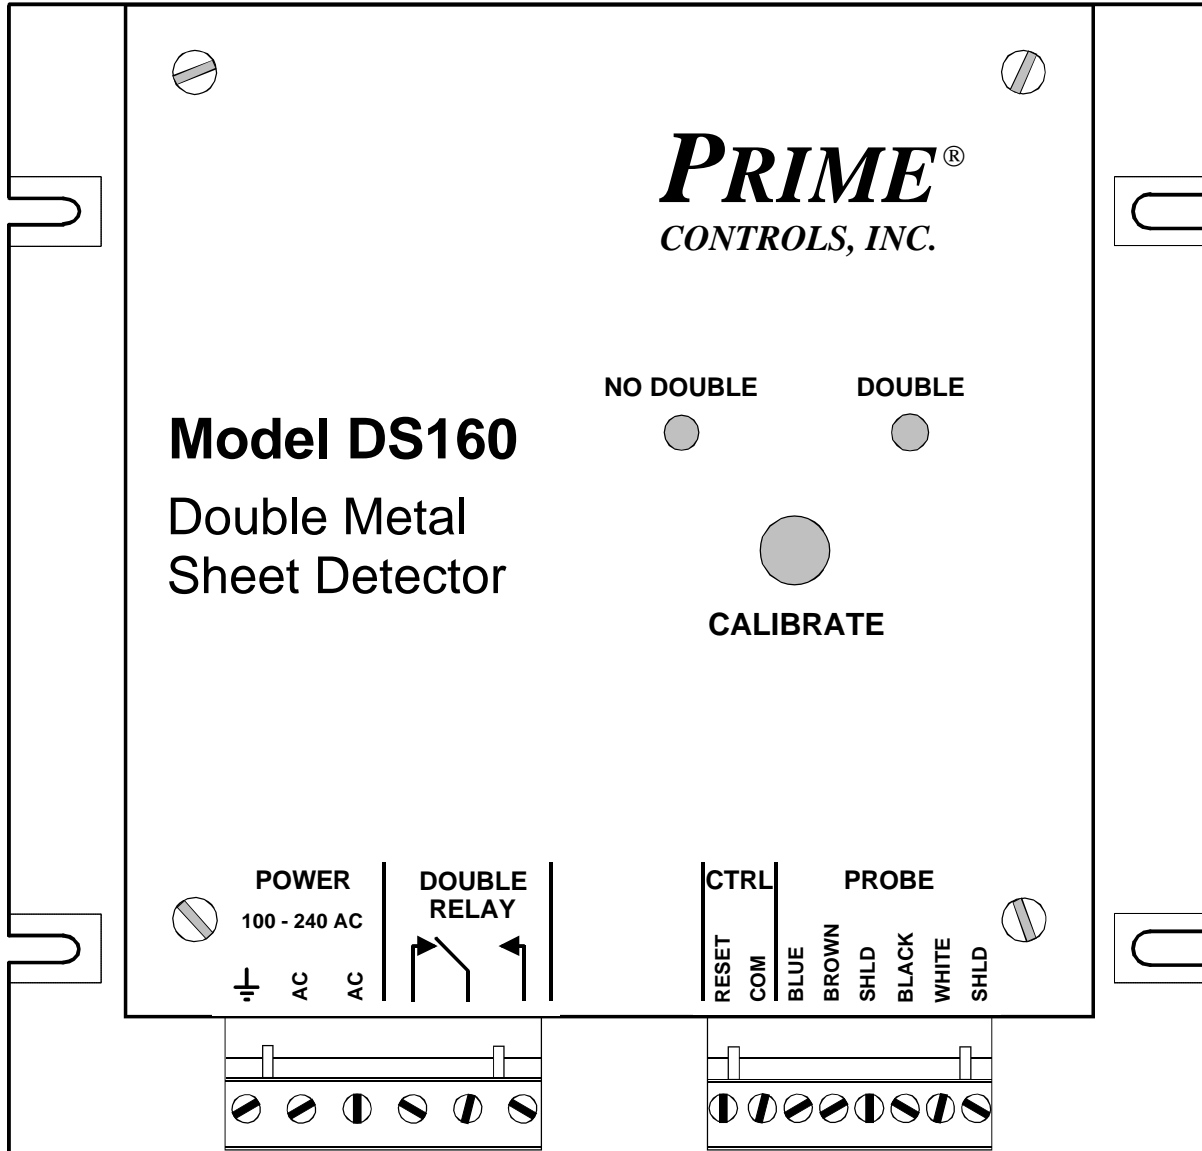 PRIME®
CONTROLS, INC.
NO DOUBLE
DOUBLE
Model DS160
Double Metal
Sheet Detector
CALIBRATE
POWER
100 - 240 AC
AC
AC
DOUBLE
RELAY
CTRL
RESET
COM
PROBE
BLUE
BROWN
SHLD
BLACK
WHITE
SHLD